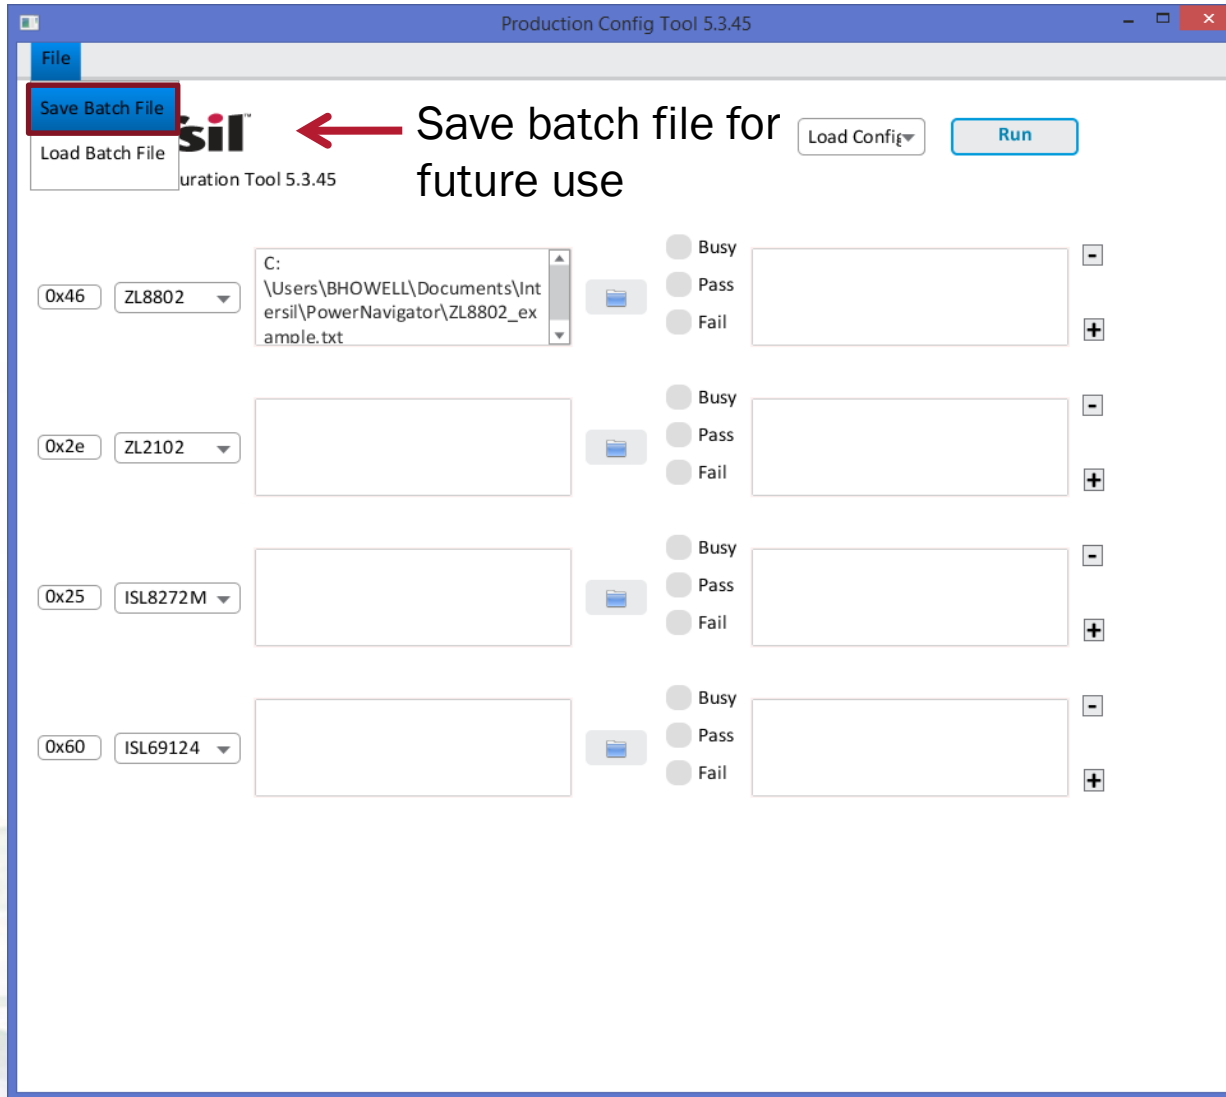 Production Config Tool 5.3.45
File
Save Batch File
Load Batch File
sil™
uration Tool 5.3.45
Save batch file for
future use
Load Config
Run
0x46
ZL8802
C:
\Users\BHOWELL\Documents\Int
ersil\PowerNavigator\ZL8802_ex
ample.txt
Busy
Pass
Fail
-
+
0x2e
ZL2102
Busy
Pass
Fail
-
+
0x25
ISL8272M
Busy
Pass
Fail
-
+
0x60
ISL69124
Busy
Pass
Fail
-
+